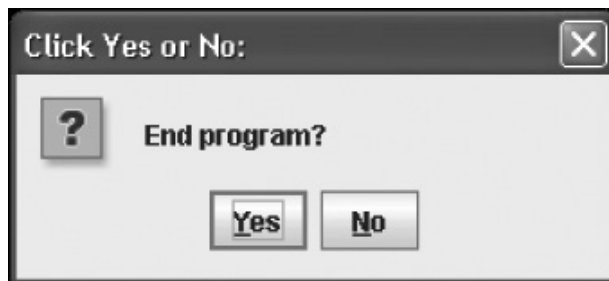 Click Yes or No:
?
End program?
Yes No